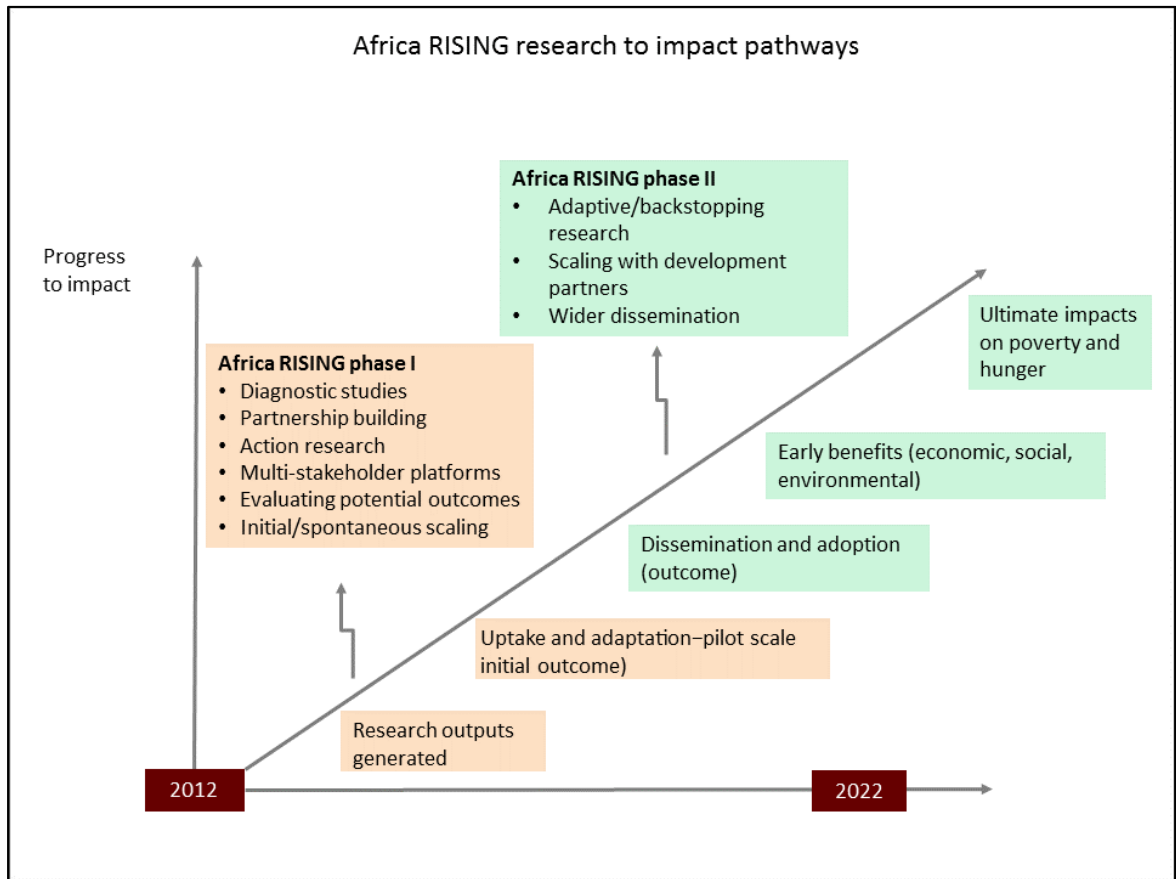 Africa RISING research to impact pathways
Africa RISING phase II
• Adaptive/backstopping
research
• Scaling with development
partners
• Wider dissemination
Progress
to impact
Africa RISING phase I
• Diagnostic studies
• Partnership building
• Action research
• Multi-stakeholder platforms
• Evaluating potential outcomes
• Initial/spontaneous scaling
Ultimate impacts
on poverty and
hunger
Early benefits (economic, social,
environmental)
Dissemination and adoption
(outcome)
Uptake and adaptation–pilot scale
initial outcome)
Research outputs
generated
2012
2022